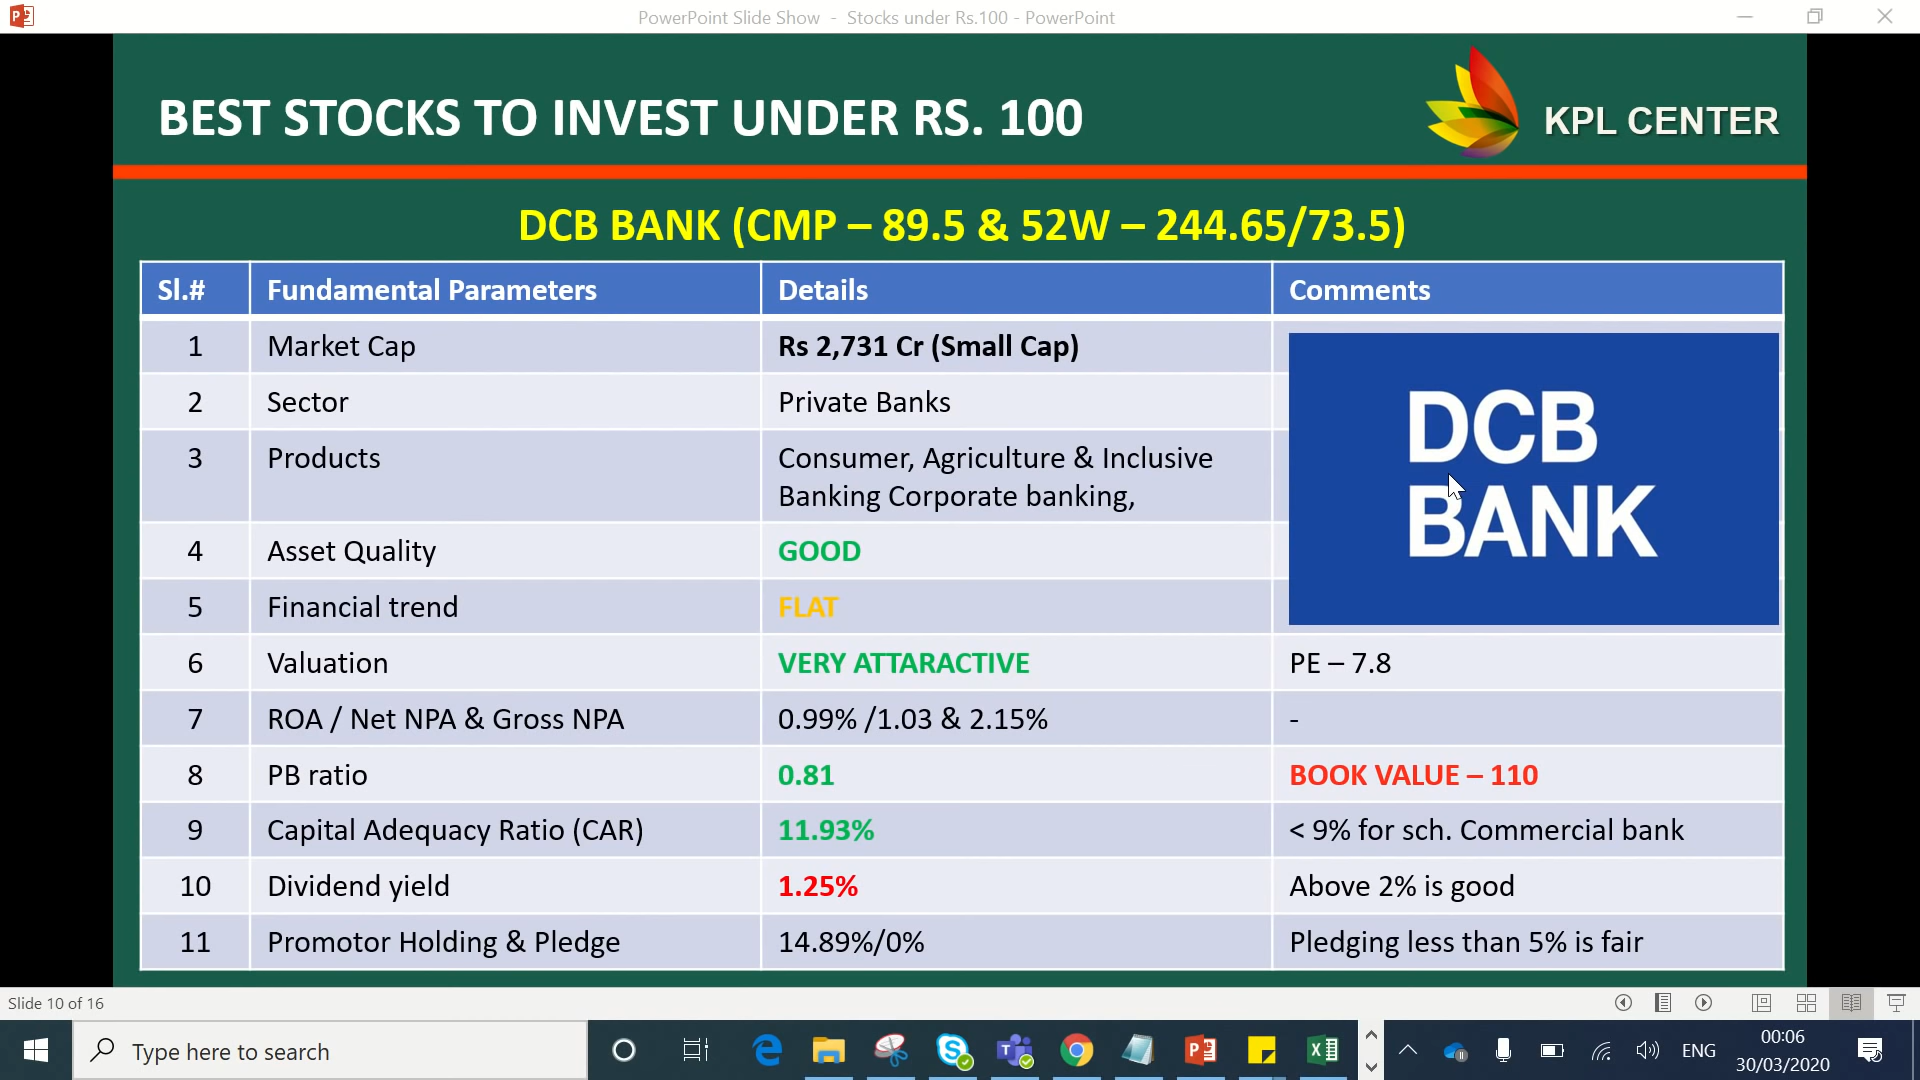 PowerPoint Slide Show - Stocks under Rs.100 - PowerPoint
BEST STOCKS TO INVEST UNDER RS. 100
KPL CENTER
DCB BANK (CMP – 89.5 & 52W – 244.65/73.5)
Sl.# Fundamental Parameters Details Comments
1 Market Cap Rs 2,731 Cr (Small Cap)
2 Sector Private Banks
3 Products Consumer, Agriculture & Inclusive
Banking Corporate banking,
DCB
BANK
4 Asset Quality GOOD
5 Financial trend FLAT
6 Valuation VERY ATTARACTIVE PE – 7.8
7 ROA / Net NPA & Gross NPA 0.99% /1.03 & 2.15% -
8 PB ratio 0.81 BOOK VALUE – 110
9 Capital Adequacy Ratio (CAR) 11.93% < 9% for sch. Commercial bank
10 Dividend yield 1.25% Above 2% is good
11 Promotor Holding & Pledge 14.89%/0% Pledging less than 5% is fair
Slide 10 of 16
Type here to search
ENG
00:06
30/03/2020